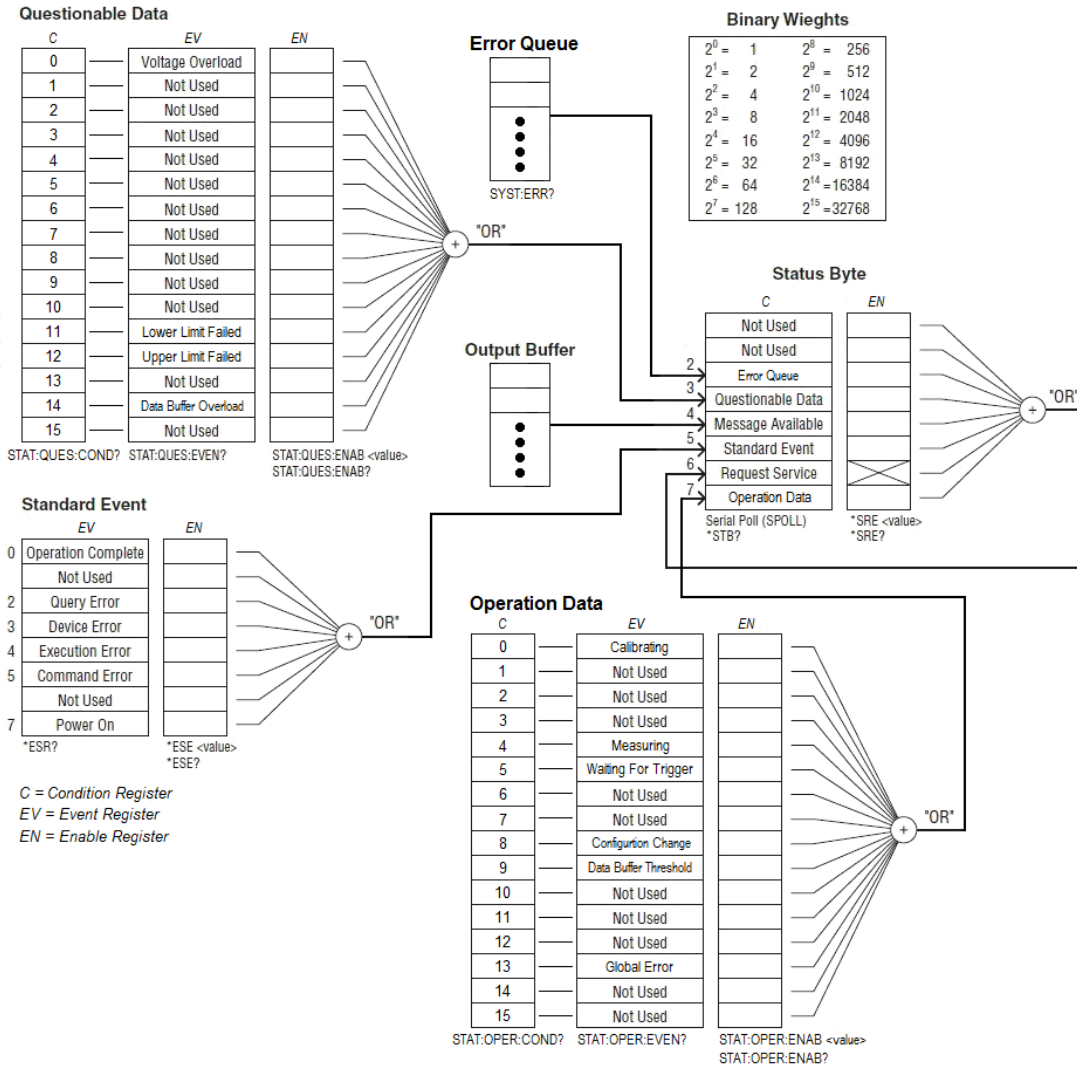 Questionable Data
C EV EN
0 Voltage Overload
1 Not Used
2 Not Used
3 Not Used
4 Not Used
5 Not Used
6 Not Used
7 Not Used
8 Not Used
9 Not Used
10 Not Used
11 Lower Limit Failed
12 Upper Limit Failed
13 Not Used
14 Data Buffer Overload
15 Not Used
STAT:QUES:COND? STAT:QUES:EVEN? STAT:QUES:ENAB <value>
STAT:QUES:ENAB?
+ "OR"
Error Queue
SYST:ERR?
Binary Wieghts
2^0 = 1 2^8 = 256
2^1 = 2 2^9 = 512
2^2 = 4 2^10 = 1024
2^3 = 8 2^11 = 2048
2^4 = 16 2^12 = 4096
2^5 = 32 2^13 = 8192
2^6 = 64 2^14 =16384
2^7 = 128 2^15 =32768
Output Buffer
Status Byte
C EN
Not Used
Not Used
2 Error Queue
3 Questionable Data
4 Message Available
5 Standard Event
6 Request Service
7 Operation Data
Serial Poll (SPOLL) *SRE <value>
*STB? *SRE?
+ "OR"
Standard Event
EV EN
0 Operation Complete
Not Used
2 Query Error
3 Device Error
4 Execution Error
5 Command Error
Not Used
7 Power On
*ESR? *ESE <value>
*ESE?
+ "OR"
C = Condition Register
EV = Event Register
EN = Enable Register
Operation Data
C EV EN
0 Calibrating
1 Not Used
2 Not Used
3 Not Used
4 Measuring
5 Waiting For Trigger
6 Not Used
7 Not Used
8 Configurtion Change
9 Data Buffer Threshold
10 Not Used
11 Not Used
12 Not Used
13 Global Error
14 Not Used
15 Not Used
STAT:OPER:COND? STAT:OPER:EVEN? STAT:OPER:ENAB <value>
STAT:OPER:ENAB?
+ "OR"